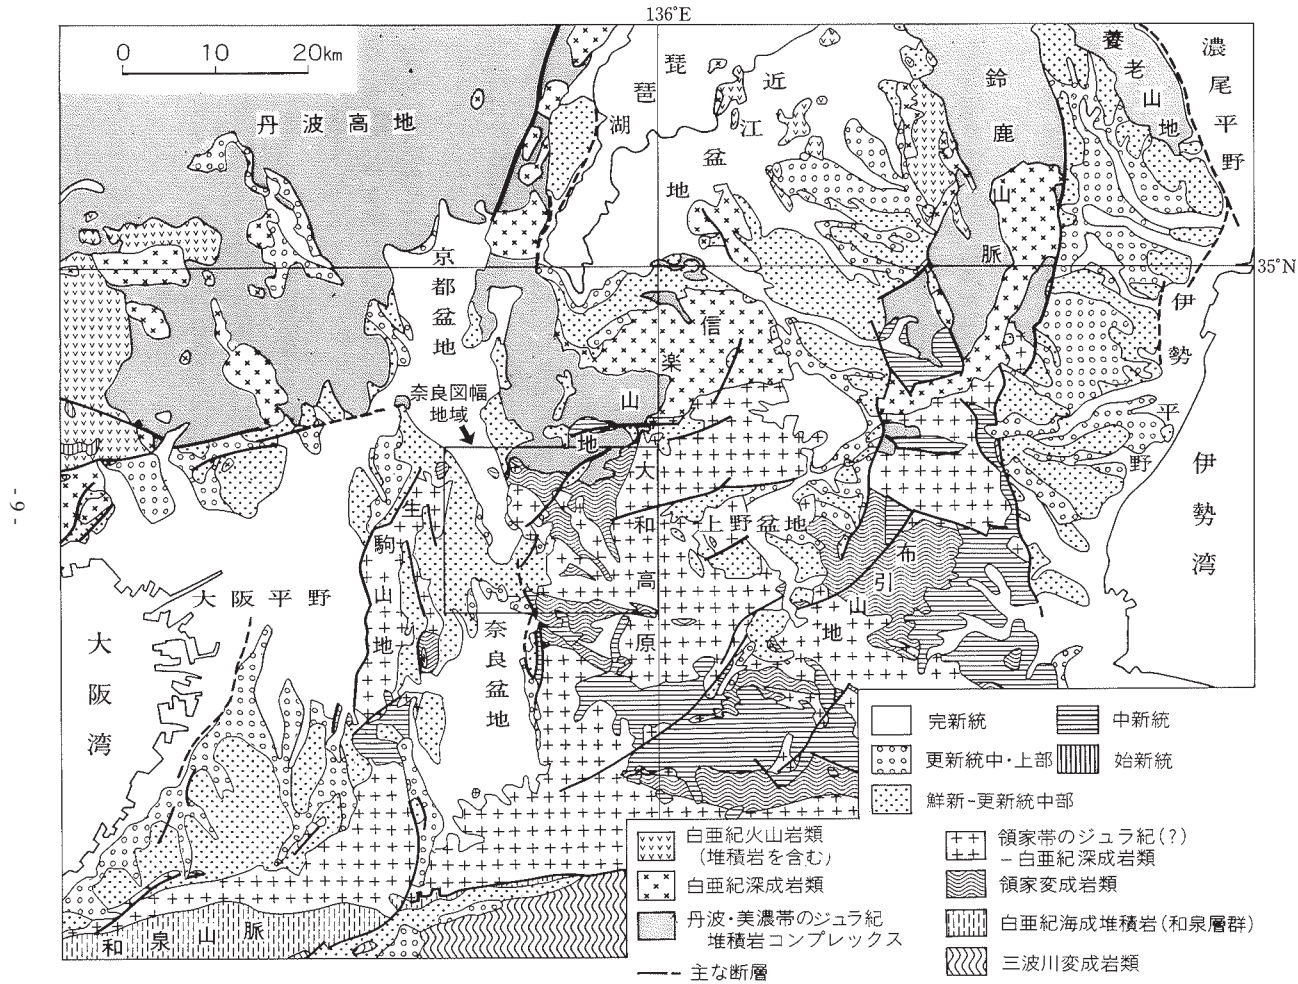 136°E
0 10 20km
丹波高地
琵琶湖
近江盆地
鈴鹿山脈
養老山地
濃尾平野
35°N
京都盆地
信楽山地
伊勢平野
奈良図幅
地域
大和高原
上野盆地
伊勢湾
生駒山地
布引山地
大阪平野
奈良盆地
大阪湾
和泉山脈
- 6 -
完新統
中新統
更新統中・上部
始新統
鮮新-更新統中部
白亜紀火山岩類
(堆積岩を含む)
白亜紀深成岩類
丹波・美濃帯のジュラ紀
堆積岩コンプレックス
主な断層
領家帯のジュラ紀(?)
-白亜紀深成岩類
領家変成岩類
白亜紀海成堆積岩(和泉層群)
三波川変成岩類